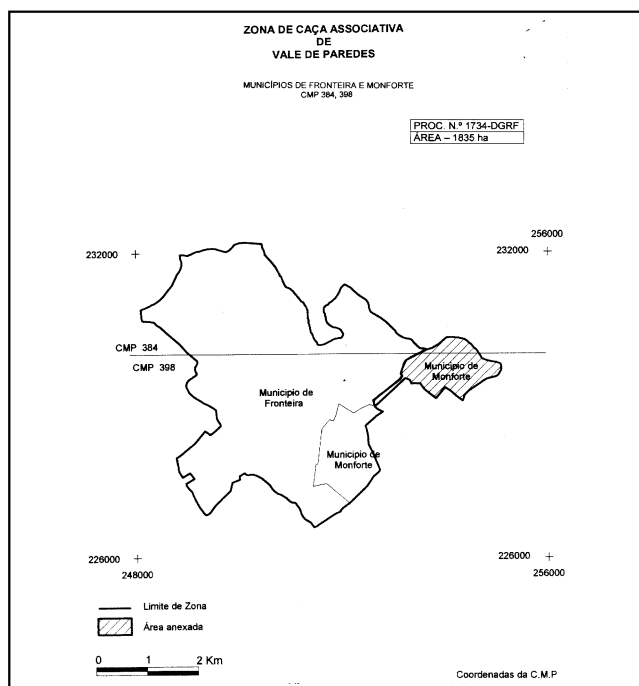 ZONA DE CAÇA ASSOCIATIVA
DE
VALE DE PAREDES
MUNICÍPIOS DE FRONTEIRA E MONFORTE
CMP 384, 398
PROC. N.º 1734-DGRF
ÁREA – 1835 ha
256000
232000
232000
CMP 384
CMP 398
Município de
Monforte
Município de
Fronteira
Município de
Monforte
226000
248000
226000
256000
Limite de Zona
Área anexada
0 1 2 Km
Coordenadas da C.M.P